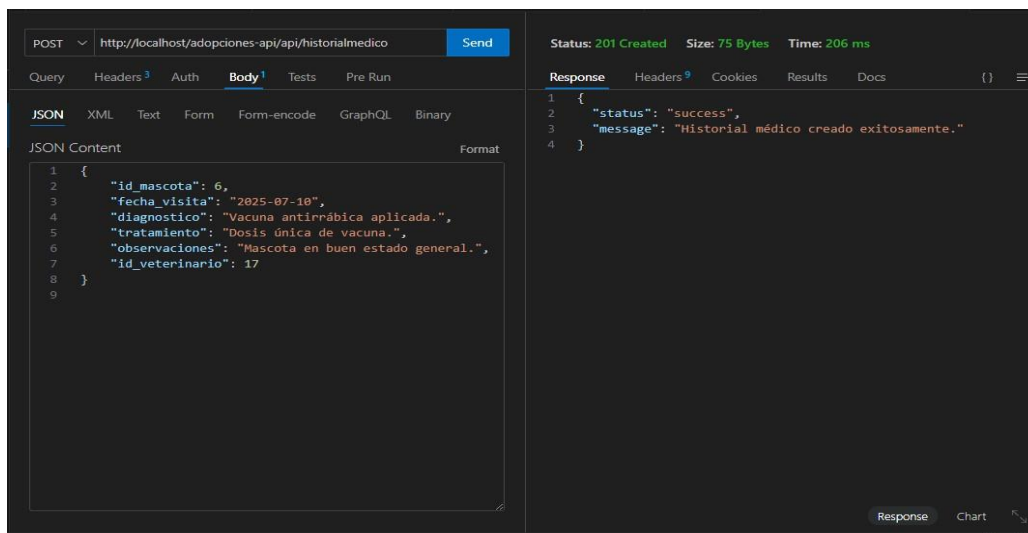 POST http://localhost/adopciones-api/api/historialmedico Send
Query Headers 3 Auth Body 1 Tests Pre Run
JSON XML Text Form Form-encode GraphQL Binary
JSON Content Format
1 {
2 "id_mascota": 6,
3 "fecha_visita": "2025-07-10",
4 "diagnostico": "Vacuna antirrábica aplicada.",
5 "tratamiento": "Dosis única de vacuna.",
6 "observaciones": "Mascota en buen estado general.",
7 "id_veterinario": 17
8 }
9
Status: 201 Created Size: 75 Bytes Time: 206 ms
Response Headers 9 Cookies Results Docs {}
1 {
2 "status": "success",
3 "message": "Historial médico creado exitosamente."
4 }
Response Chart